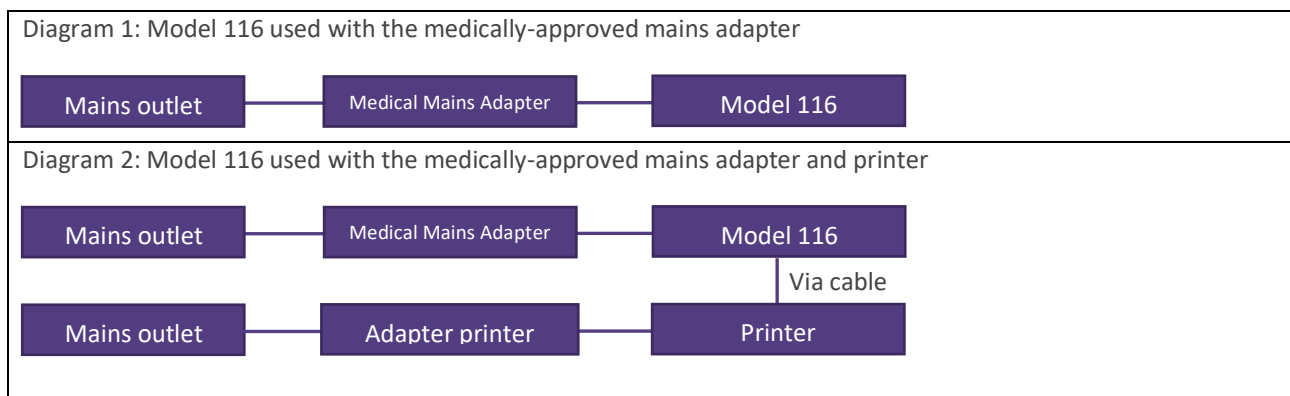 Diagram 1: Model 116 used with the medically-approved mains adapter
Mains outlet
Medical Mains Adapter
Model 116
Diagram 2: Model 116 used with the medically-approved mains adapter and printer
Mains outlet
Medical Mains Adapter
Model 116
Via cable
Mains outlet
Adapter printer
Printer